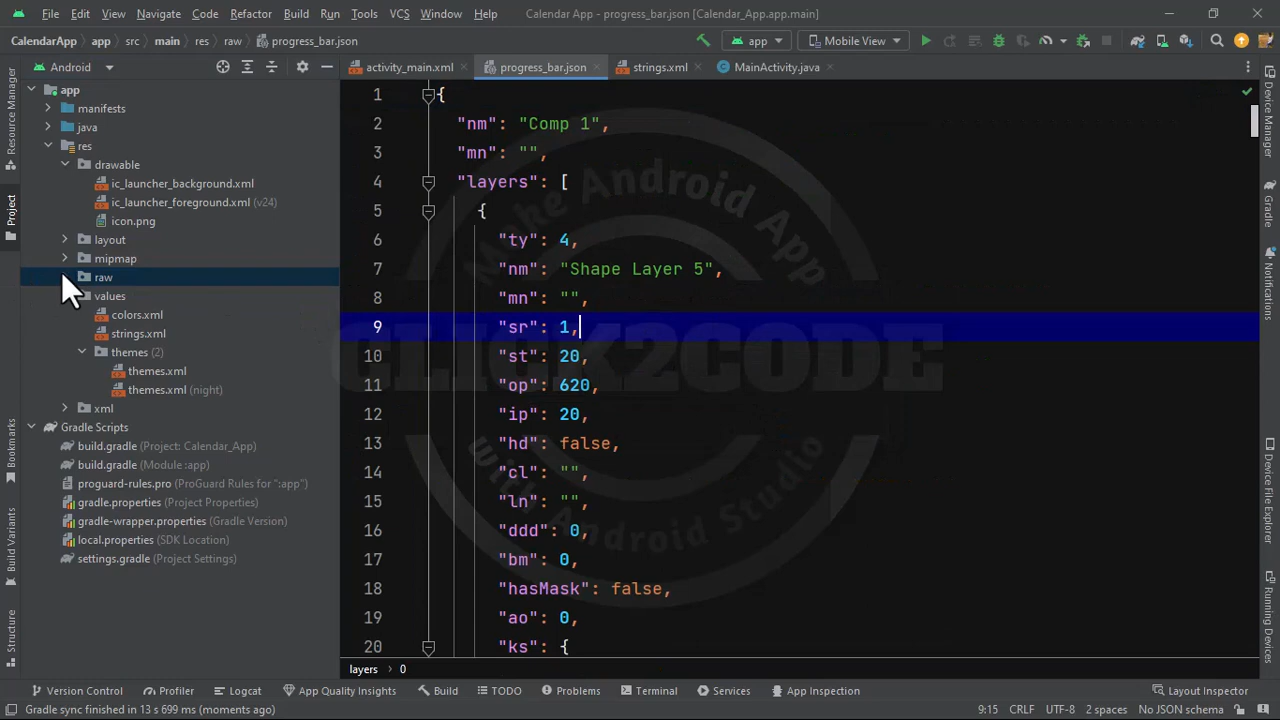 File Edit View Navigate Code Refactor Build Run Tools VCS Window Help Calendar App - progress_bar.json [Calendar_App.app.main]
CalendarApp app src main res raw progress_bar.json app Mobile View
Android activity_main.xml progress_bar.json strings.xml MainActivity.java
Resource Manager
Project
Bookmarks
Build Variants
Structure
app
manifests
java
res
drawable
ic_launcher_background.xml
ic_launcher_foreground.xml (v24)
icon.png
layout
mipmap
raw
values
colors.xml
strings.xml
themes (2)
themes.xml
themes.xml (night)
xml
Gradle Scripts
build.gradle (Project: Calendar_App)
build.gradle (Module :app)
proguard-rules.pro (ProGuard Rules for ":app")
gradle.properties (Project Properties)
gradle-wrapper.properties (Gradle Version)
local.properties (SDK Location)
settings.gradle (Project Settings)
1 {
2 "nm": "Comp 1",
3 "mn": "",
4 "layers": [
5 {
6 "ty": 4,
7 "nm": "Shape Layer 5",
8 "mn": "",
9 "sr": 1,
10 "st": 20,
11 "op": 620,
12 "ip": 20,
13 "hd": false,
14 "cl": "",
15 "ln": "",
16 "ddd": 0,
17 "bm": 0,
18 "hasMask": false,
19 "ao": 0,
20 "ks": {
Make Android App
CLICK2CODE
with Android Studio
Device Manager
Notifications
Gradle
Device File Explorer
Running Devices
layers 0
Version Control Profiler Logcat App Quality Insights Build TODO Problems Terminal Services App Inspection Layout Inspector
Gradle sync finished in 13 s 699 ms (moments ago) 9:15 CRLF UTF-8 2 spaces No JSON schema